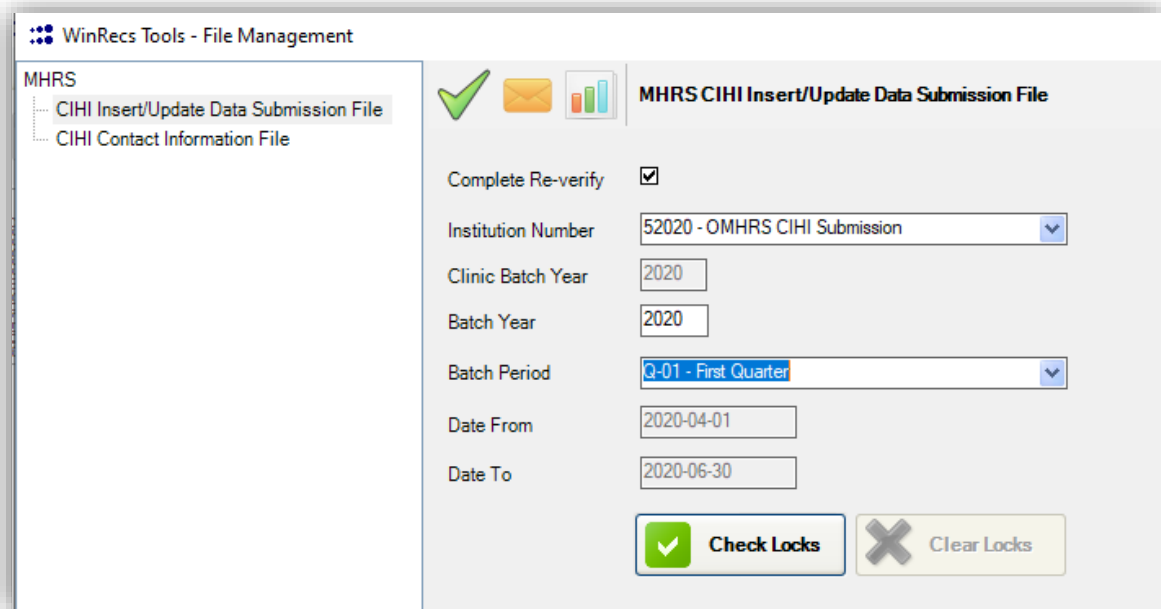 WinRecs Tools - File Management
MHRS
CIHI Insert/Update Data Submission File
CIHI Contact Information File
MHRS CIHI Insert/Update Data Submission File
Complete Re-verify
Institution Number 52020 - OMHRS CIHI Submission
Clinic Batch Year 2020
Batch Year 2020
Batch Period Q-01 - First Quarter
Date From 2020-04-01
Date To 2020-06-30
Check Locks Clear Locks